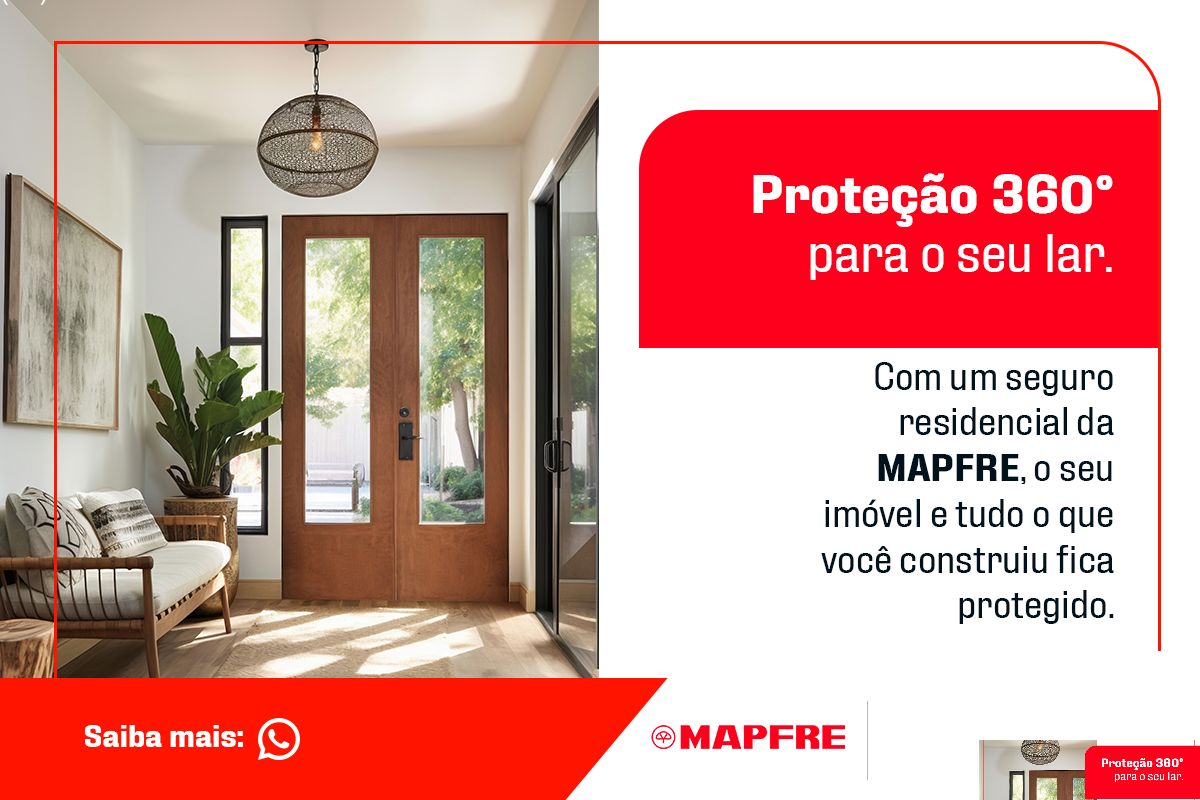 Proteção 360°
para o seu lar.
Com um seguro
residencial da
MAPFRE, o seu
imóvel e tudo o que
você construiu fica
protegido.
Saiba mais:
MAPFRE
Proteção 360°
para o seu lar.